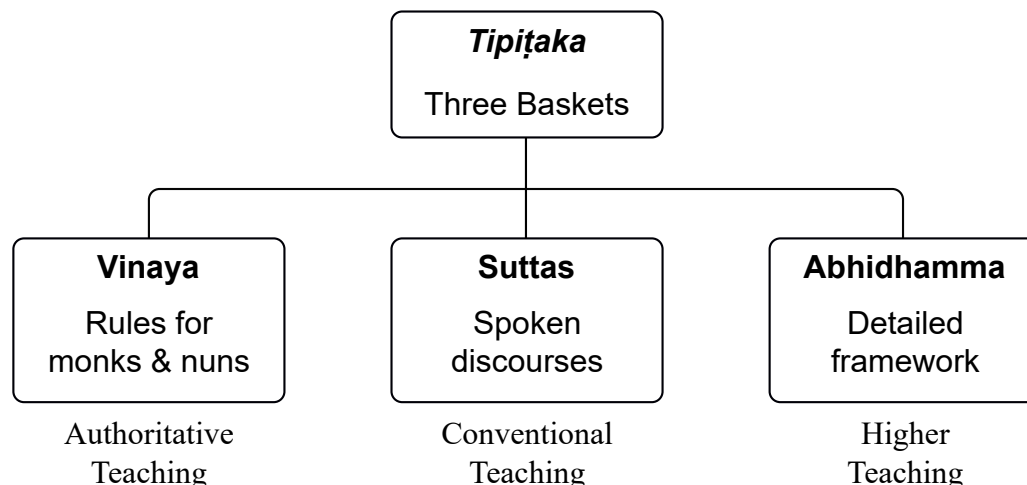 Tipiṭaka
Three Baskets
Vinaya
Rules for
monks & nuns
Authoritative
Teaching
Suttas
Spoken
discourses
Conventional
Teaching
Abhidhamma
Detailed
framework
Higher
Teaching